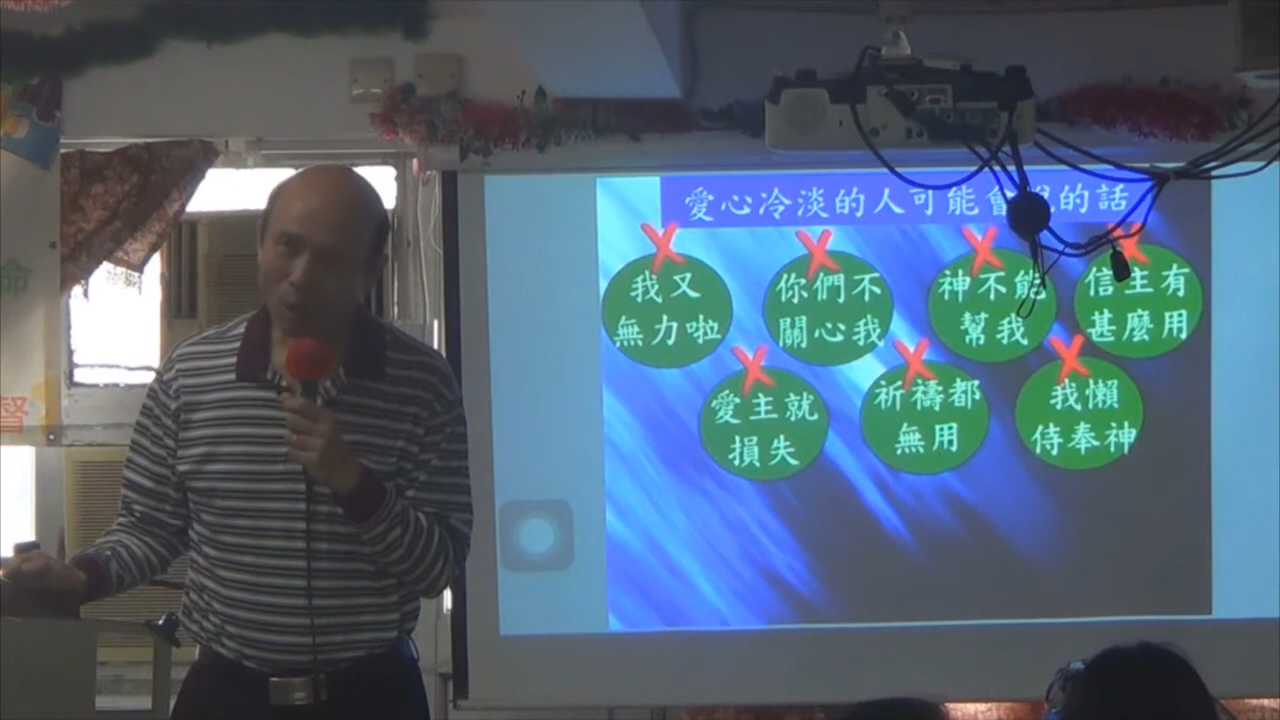 愛心冷淡的人可能會說的話
我又
無力啦
你們不
關心我
神不能
幫我
信主有
甚麼用
愛主就
損失
祈禱都
無用
我懶
侍奉神
命
督